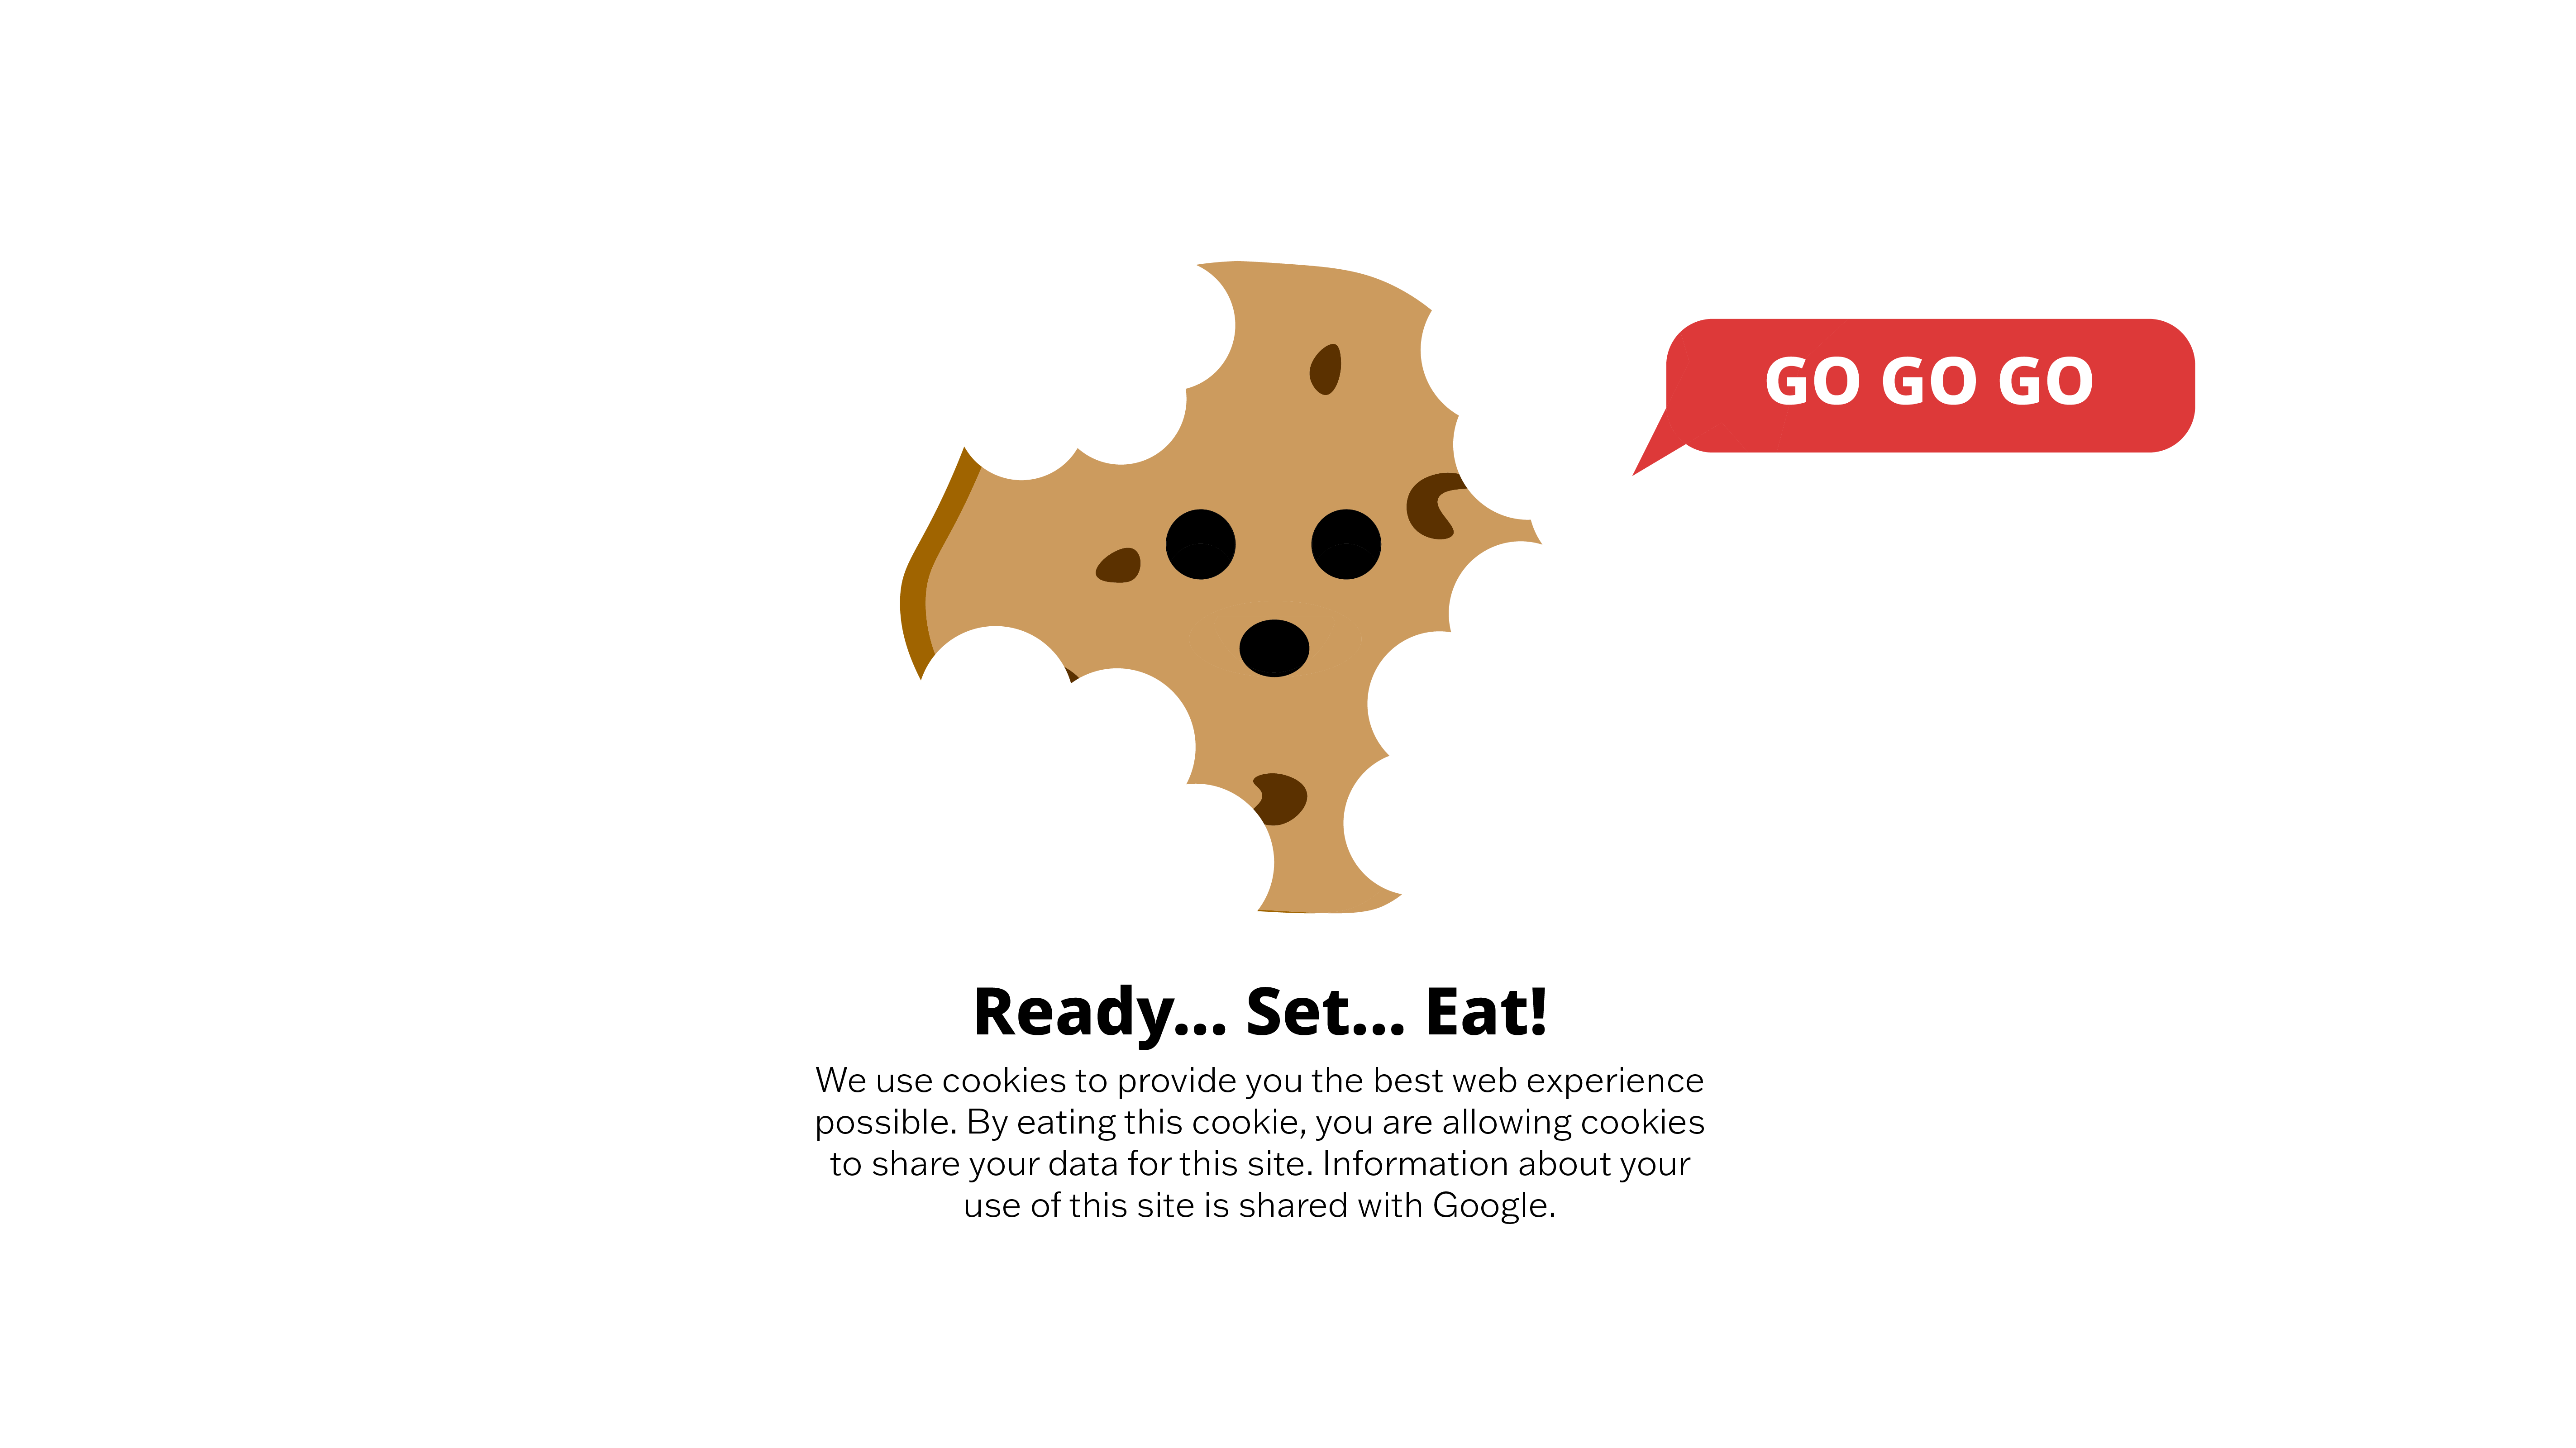 GO GO GO
Ready... Set... Eat!
We use cookies to provide you the best web experience
possible. By eating this cookie, you are allowing cookies
to share your data for this site. Information about your
use of this site is shared with Google.